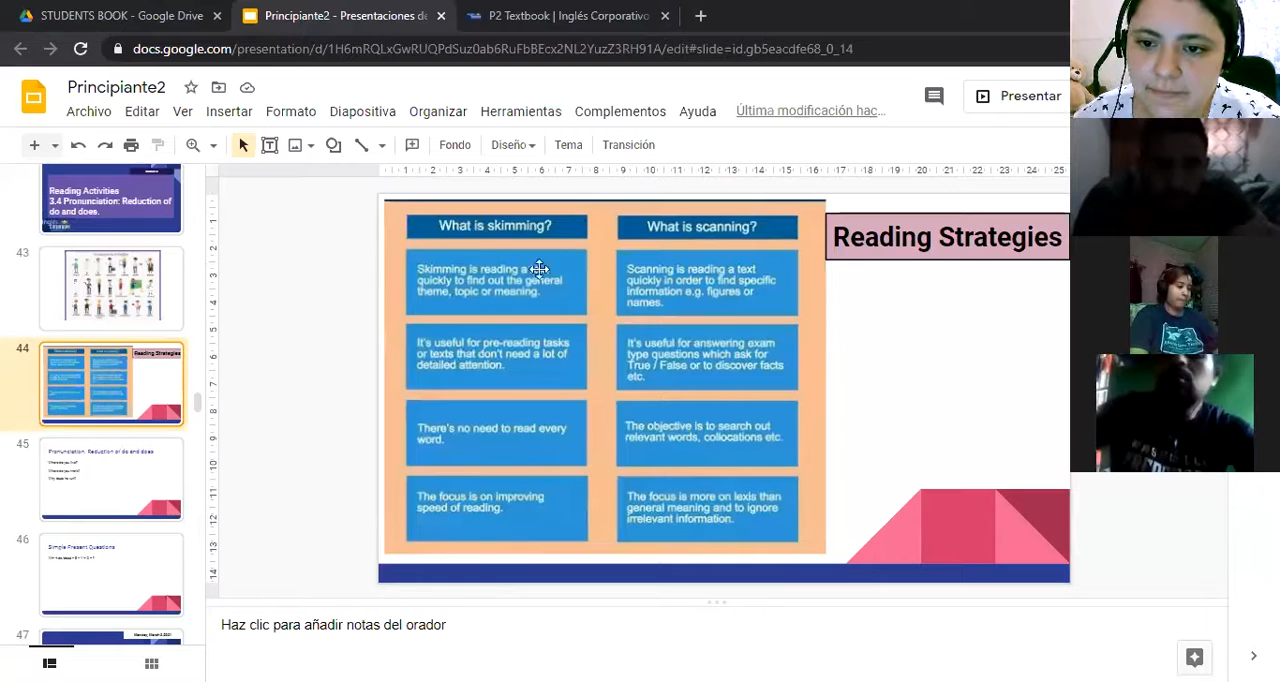 STUDENTS BOOK - Google Drive
Principiante2 - Presentaciones de
P2 Textbook | Inglés Corporativo
docs.google.com/presentation/d/1H6mRQLxGwRUQPdSuz0ab6RuFbBEcx2NL2YuzZ3RH91A/edit#slide=id.gb5eacdfe68_0_14
Principiante2
Archivo Editar Ver Insertar Formato Diapositiva Organizar Herramientas Complementos Ayuda Última modificación hac...
Presentar
Fondo Diseño Tema Transición
Reading Activities
3.4 Pronunciation: Reduction of
do and does.
43
44
Reading Strategies
45
Pronunciation: Reduction of do and does
46
Simple Present Questions
47
What is skimming?
Skimming is reading a
quickly to find out the general
theme, topic or meaning.
It's useful for pre-reading tasks
or texts that don't need a lot of
detailed attention.
There's no need to read every
word.
The focus is on improving
speed of reading.
What is scanning?
Scanning is reading a text
quickly in order to find specific
information e.g. figures or
names.
It's useful for answering exam
type questions which ask for
True / False or to discover facts
etc.
The objective is to search out
relevant words, collocations etc.
The focus is more on lexis than
general meaning and to ignore
irrelevant information.
Reading Strategies
Haz clic para añadir notas del orador